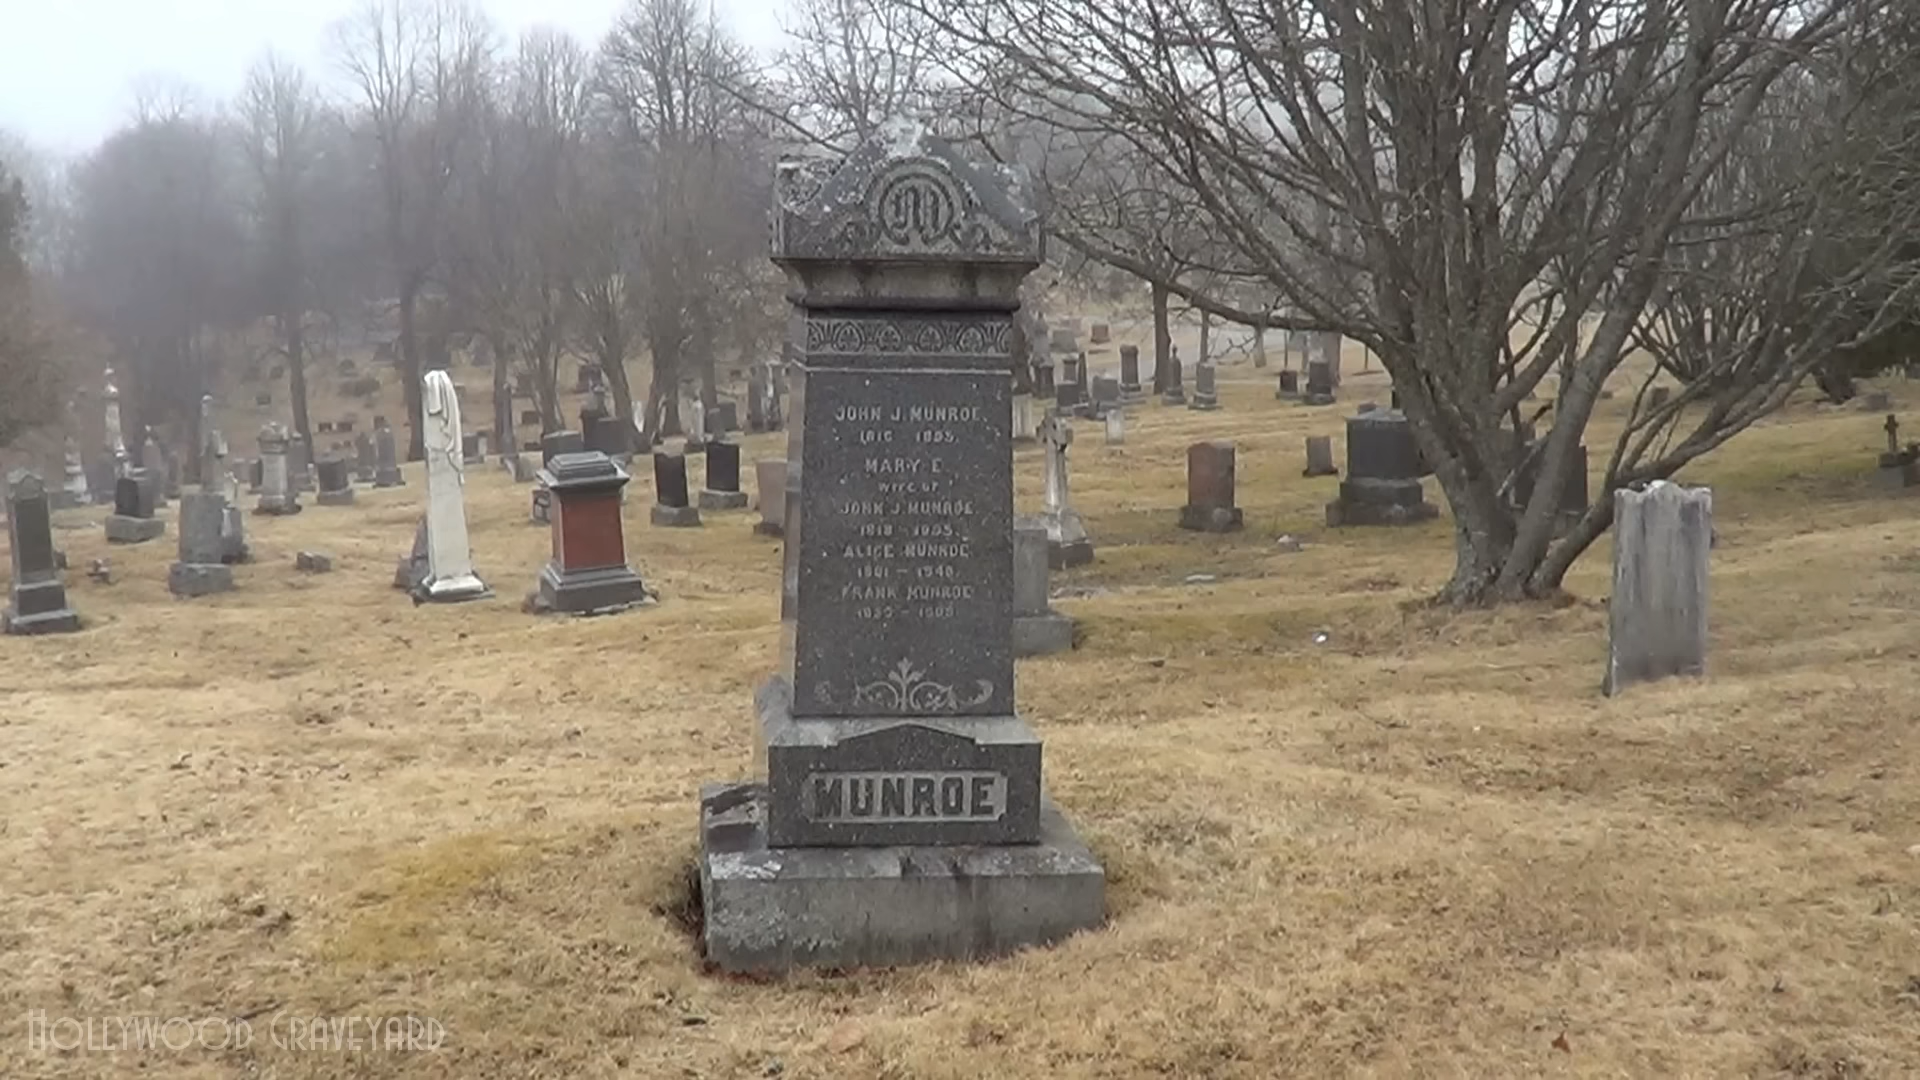 M
JOHN J. MUNROE
MARY E.
WIFE OF
JOHN J. MUNROE
ALICE MUNROE
FRANK MUNROE
MUNROE
HOLLYWOOD GRAVEYARD